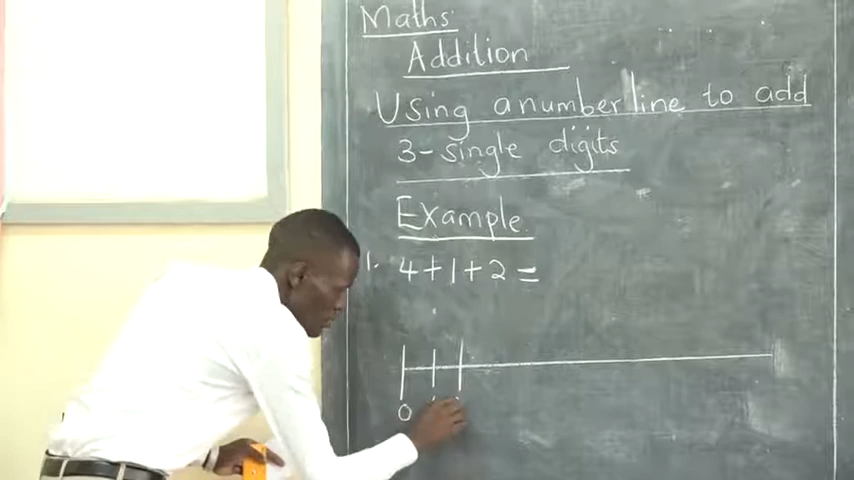 Maths
Addition
Using a number line to add
3-single digits
Example
1. 4+1+2=
0